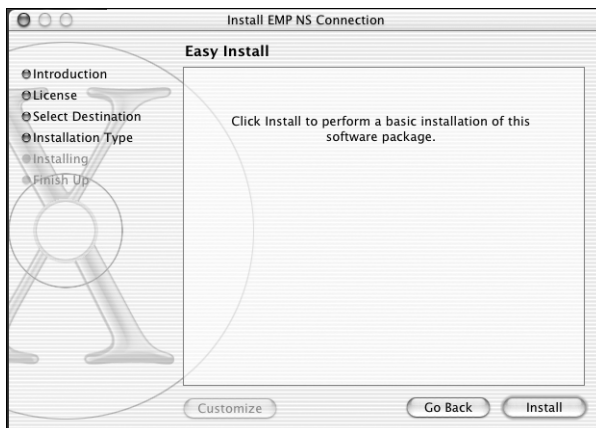 Install EMP NS Connection
Easy Install
Introduction
License
Select Destination
Installation Type
Installing
Finish Up
Click Install to perform a basic installation of this
software package.
Customize
Go Back
Install